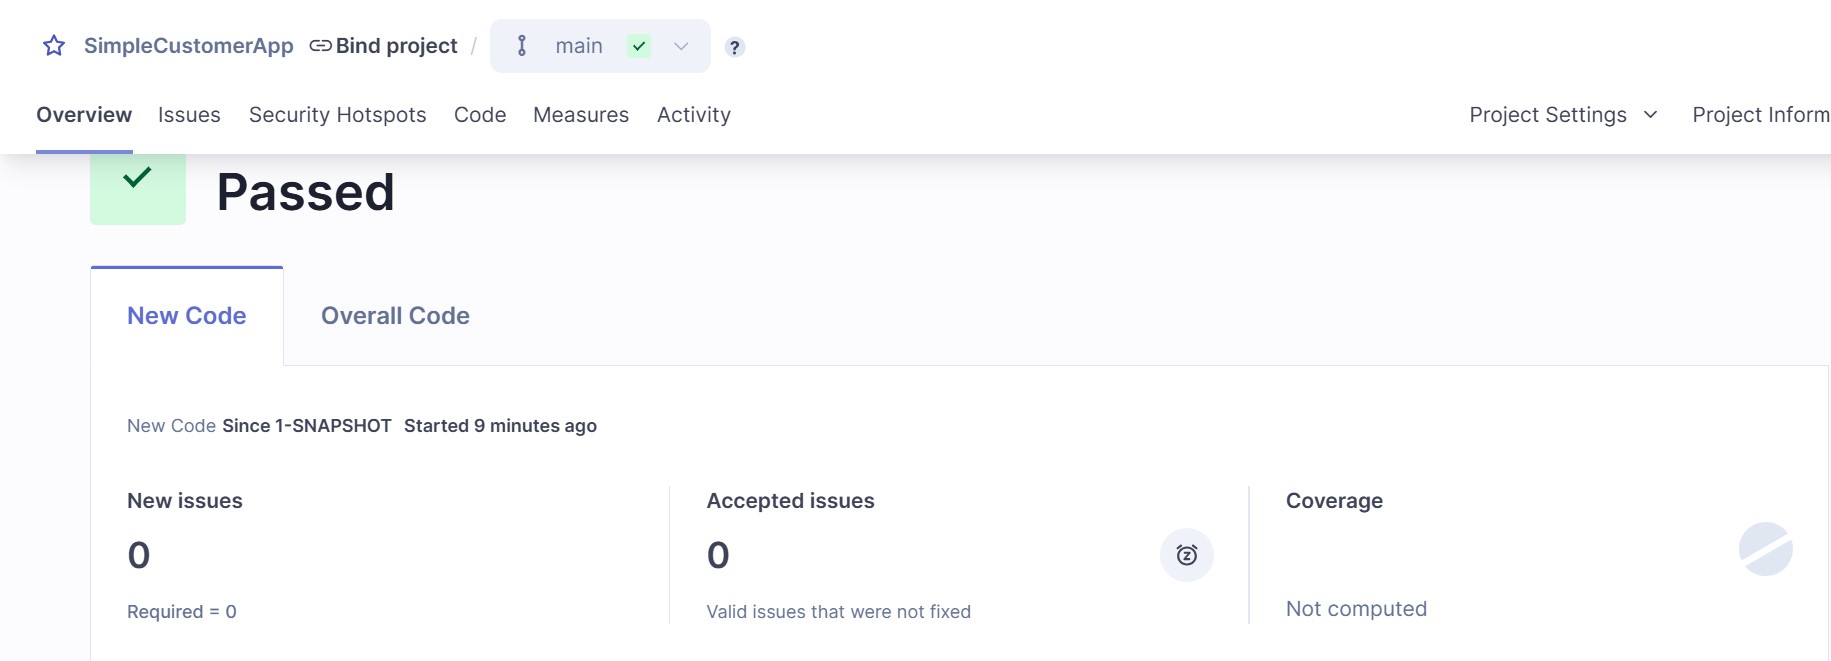 SimpleCustomerApp Bind project / main ?
Overview Issues Security Hotspots Code Measures Activity Project Settings Project Inform
Passed
New Code Overall Code
New Code Since 1-SNAPSHOT Started 9 minutes ago
New issues Accepted issues Coverage
0 0
Required = 0 Valid issues that were not fixed Not computed